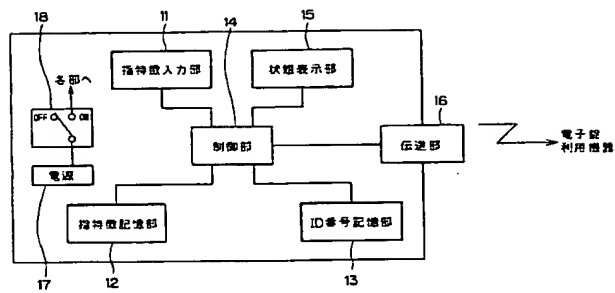 18
11
15
各部へ
指特徴入力部
状態表示部
14
16
OFF
ON
制御部
伝送部
電子錠
利用機器
電源
指特徴記憶部
ID番号記憶部
17
12
13